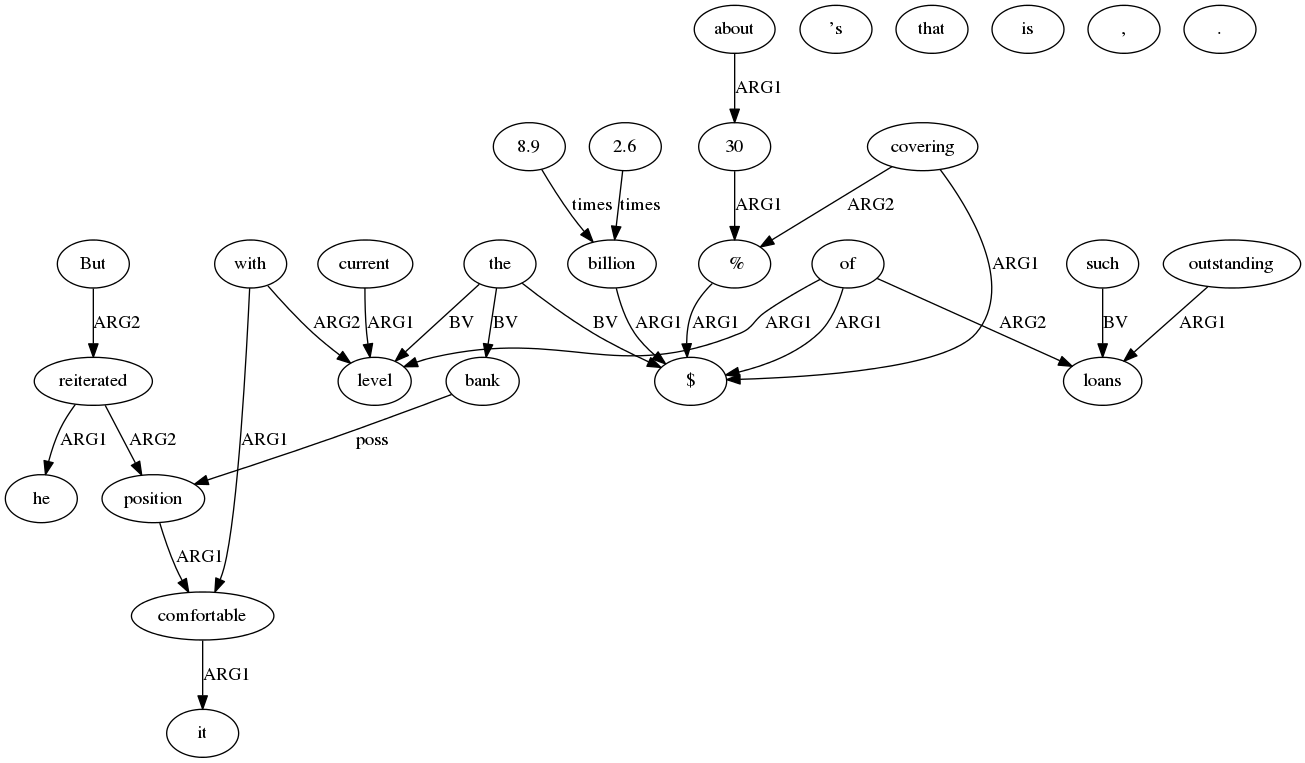 about ’s that is , .
ARG1
8.9 2.6 30 covering
times times ARG1 ARG2
But with current the billion % of such outstanding
ARG1
ARG2 ARG2 ARG1 BV BV BV ARG1 ARG1 ARG1 ARG1 ARG2 BV ARG1
reiterated level bank $ loans
ARG1 ARG2 ARG1 poss
he position
ARG1
comfortable
ARG1
it